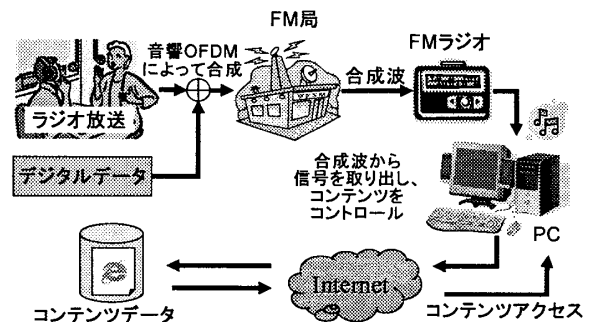 FM局
音響OFDM
によって合成
FMラジオ
合成波
ラジオ放送
デジタルデータ
合成波から
信号を取り出し、
コンテンツを
コントロール
PC
Internet
コンテンツデータ
コンテンツアクセス